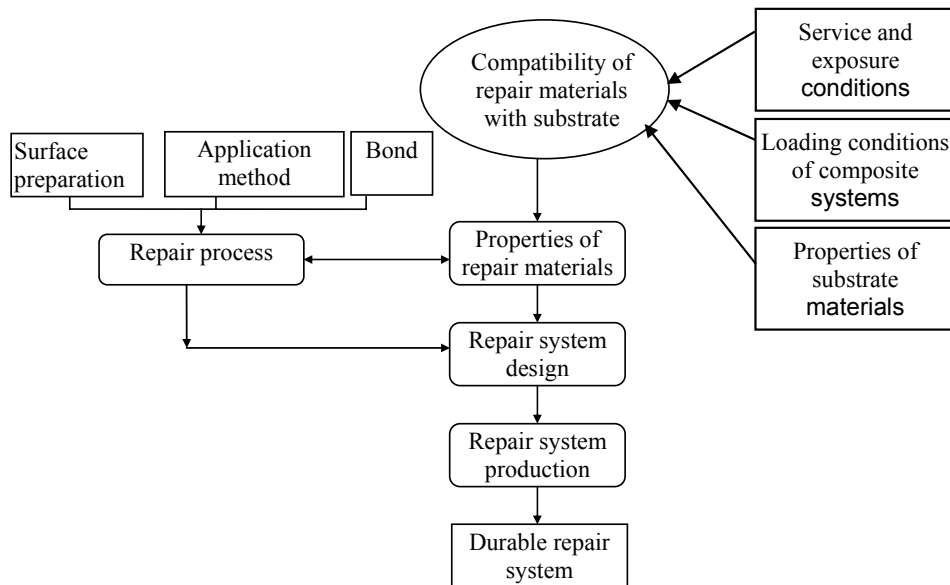 Compatibility of
repair materials
with substrate
Service and
exposure
conditions
Loading conditions
of composite
systems
Properties of
substrate
materials
Surface
preparation
Application
method
Bond
Repair process
Properties of
repair materials
Repair system
design
Repair system
production
Durable repair
system